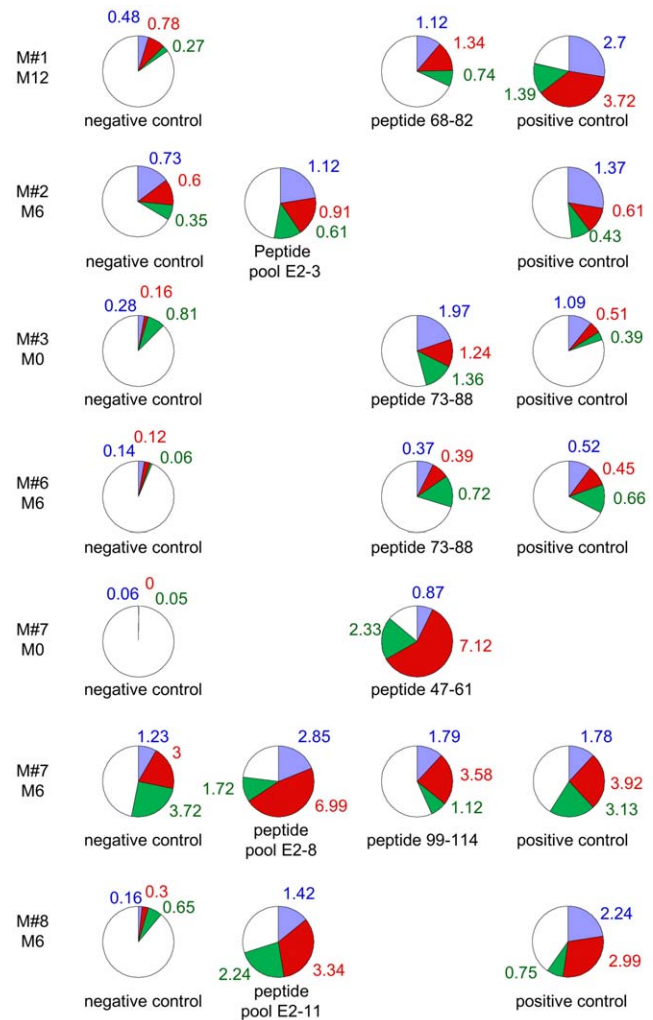 0.48 0.78 0.27
1.12 1.34 0.74
2.7 3.72 1.39
M#1
M12
negative control
peptide 68-82
positive control
0.73 0.6 0.35
1.12 0.91 0.61
1.37 0.61 0.43
M#2
M6
negative control
Peptide
pool E2-3
positive control
0.28 0.16 0.81
1.97 1.24 1.36
1.09 0.51 0.39
M#3
M0
negative control
peptide 73-88
positive control
0.14 0.12 0.06
0.37 0.39 0.72
0.52 0.45 0.66
M#6
M6
negative control
peptide 73-88
positive control
0.06 0 0.05
0.87 7.12 2.33
M#7
M0
negative control
peptide 47-61
1.23 3 3.72
2.85 6.99 1.72
1.79 3.58 1.12
1.78 3.92 3.13
M#7
M6
negative control
peptide
pool E2-8
peptide 99-114
positive control
0.16 0.3 0.65
1.42 3.34 2.24
2.24 2.99 0.75
M#8
M6
negative control
peptide
pool E2-11
positive control